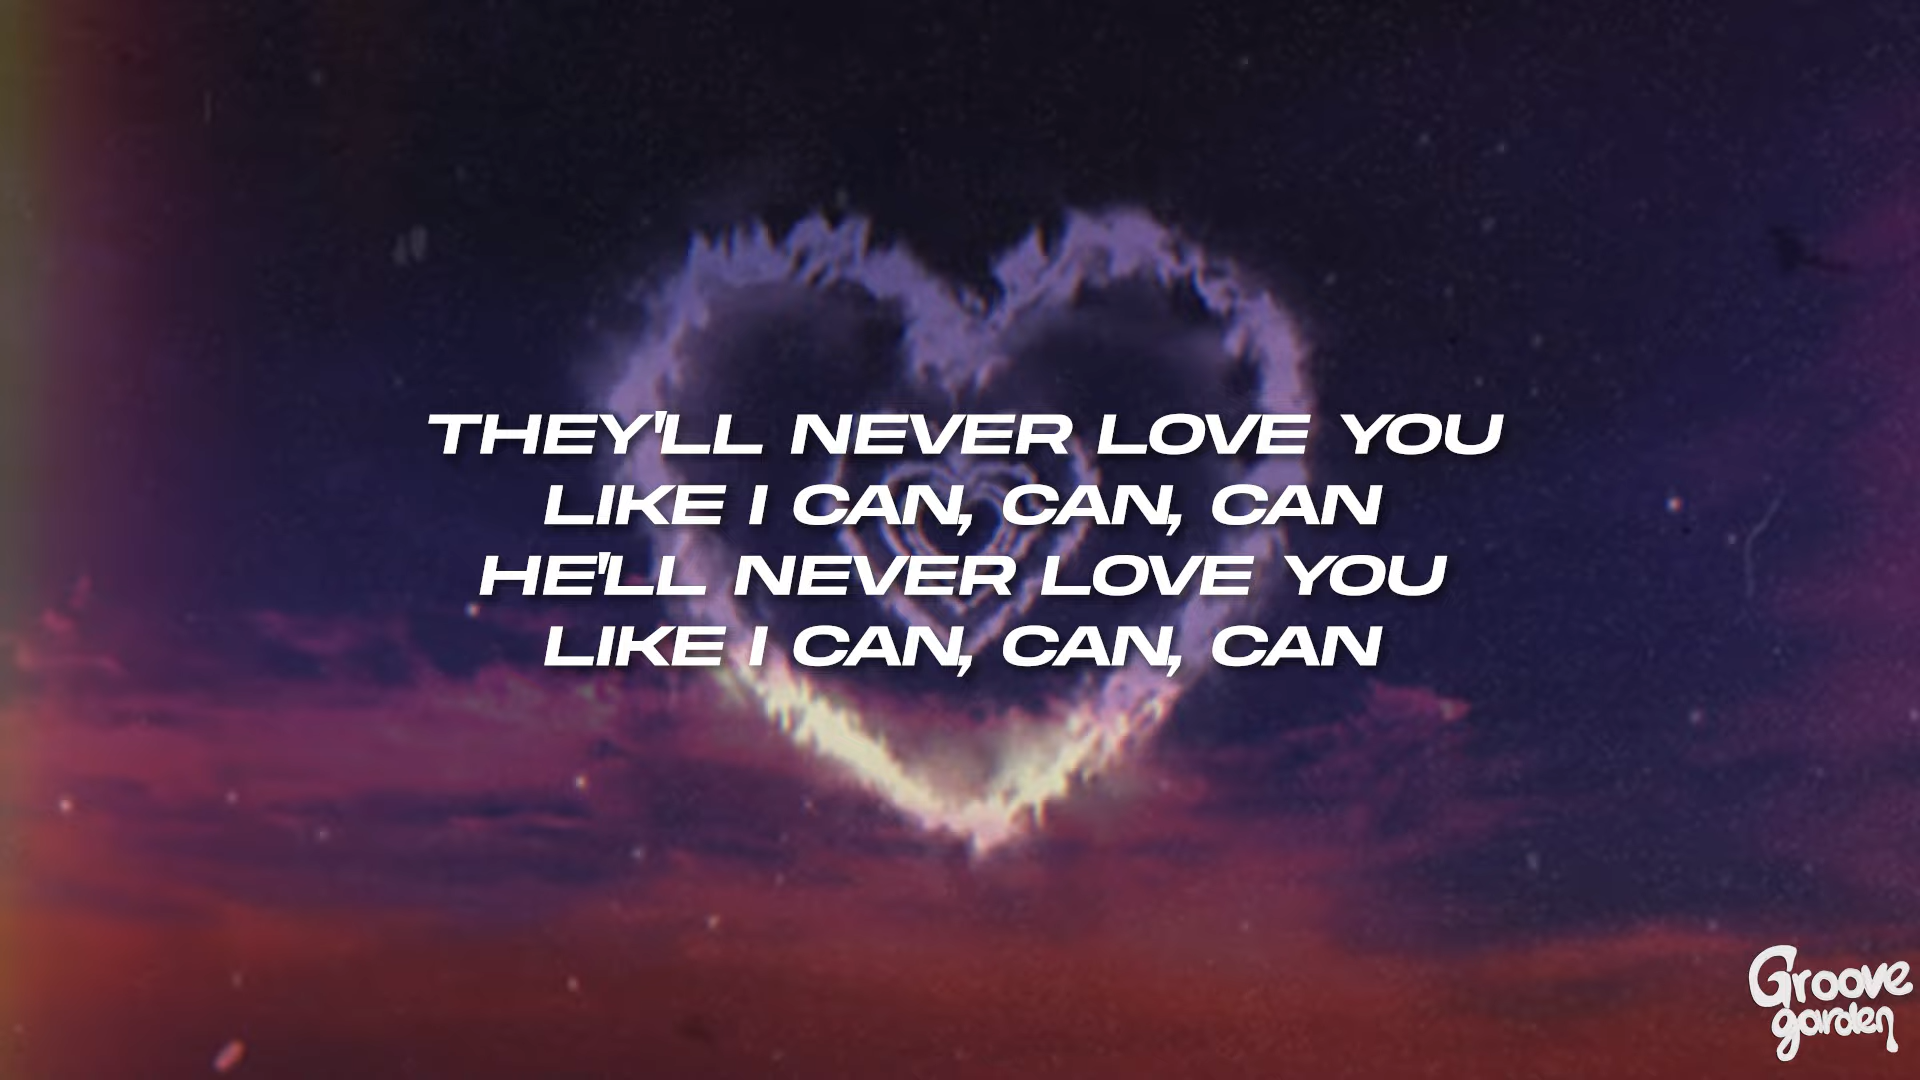 THEY'LL NEVER LOVE YOU
LIKE I CAN, CAN, CAN
HE'LL NEVER LOVE YOU
LIKE I CAN, CAN, CAN
Groove
garden